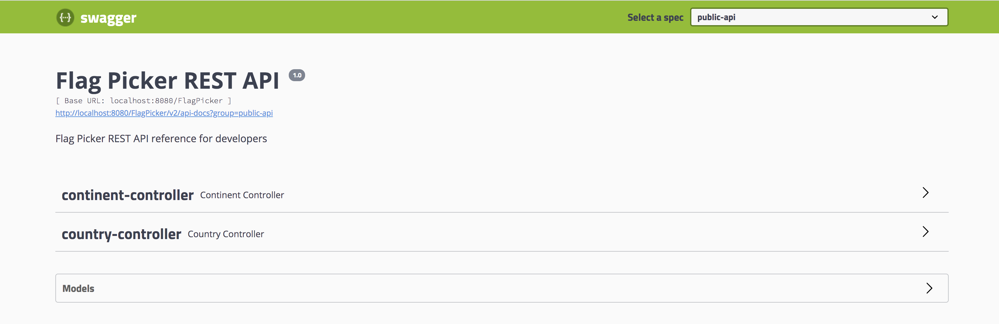 {···} swagger
Select a spec public-api
Flag Picker REST API 1.0
[ Base URL: localhost:8080/FlagPicker ]
http://localhost:8080/FlagPicker/v2/api-docs?group=public-api
Flag Picker REST API reference for developers
continent-controller Continent Controller
country-controller Country Controller
Models